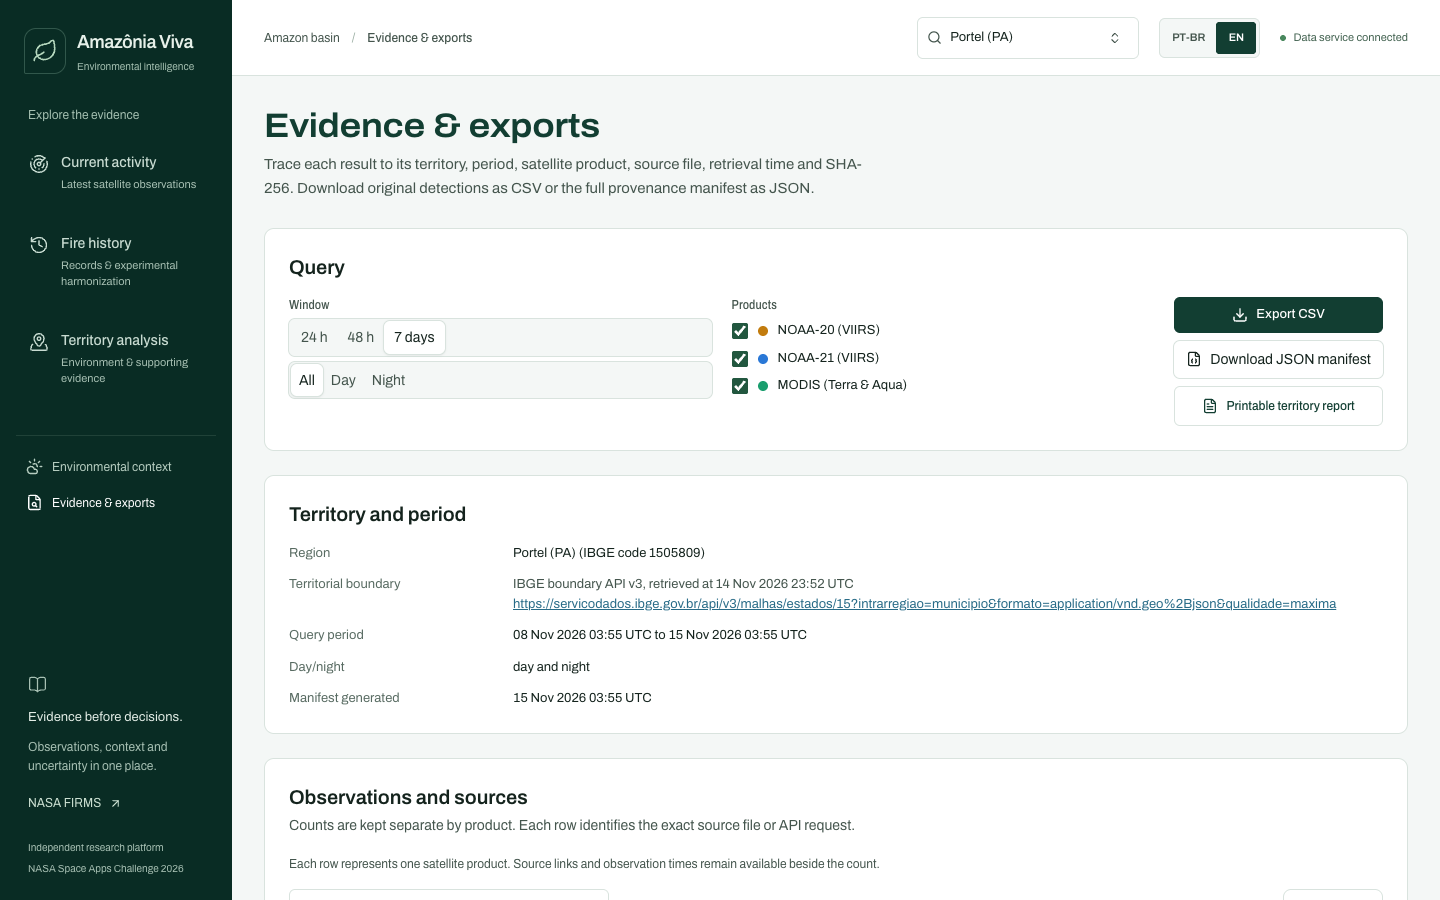 Amazônia Viva
Environmental intelligence
Explore the evidence
Current activity
Latest satellite observations
Fire history
Records & experimental
harmonization
Territory analysis
Environment & supporting
evidence
Environmental context
Evidence & exports
Evidence before decisions.
Observations, context and
uncertainty in one place.
NASA FIRMS
Independent research platform
NASA Space Apps Challenge 2026
Amazon basin / Evidence & exports
Portel (PA)
PT-BR EN
Data service connected
Evidence & exports
Trace each result to its territory, period, satellite product, source file, retrieval time and SHA-
256. Download original detections as CSV or the full provenance manifest as JSON.
Query
Window
24 h 48 h 7 days
All Day Night
Products
NOAA-20 (VIIRS)
NOAA-21 (VIIRS)
MODIS (Terra & Aqua)
Export CSV
Download JSON manifest
Printable territory report
Territory and period
Region Portel (PA) (IBGE code 1505809)
Territorial boundary IBGE boundary API v3, retrieved at 14 Nov 2026 23:52 UTC
https://servicodados.ibge.gov.br/api/v3/malhas/estados/15?intrarregiao=municipio&formato=application/vnd.geo%2Bjson&qualidade=maxima
Query period 08 Nov 2026 03:55 UTC to 15 Nov 2026 03:55 UTC
Day/night day and night
Manifest generated 15 Nov 2026 03:55 UTC
Observations and sources
Counts are kept separate by product. Each row identifies the exact source file or API request.
Each row represents one satellite product. Source links and observation times remain available beside the count.